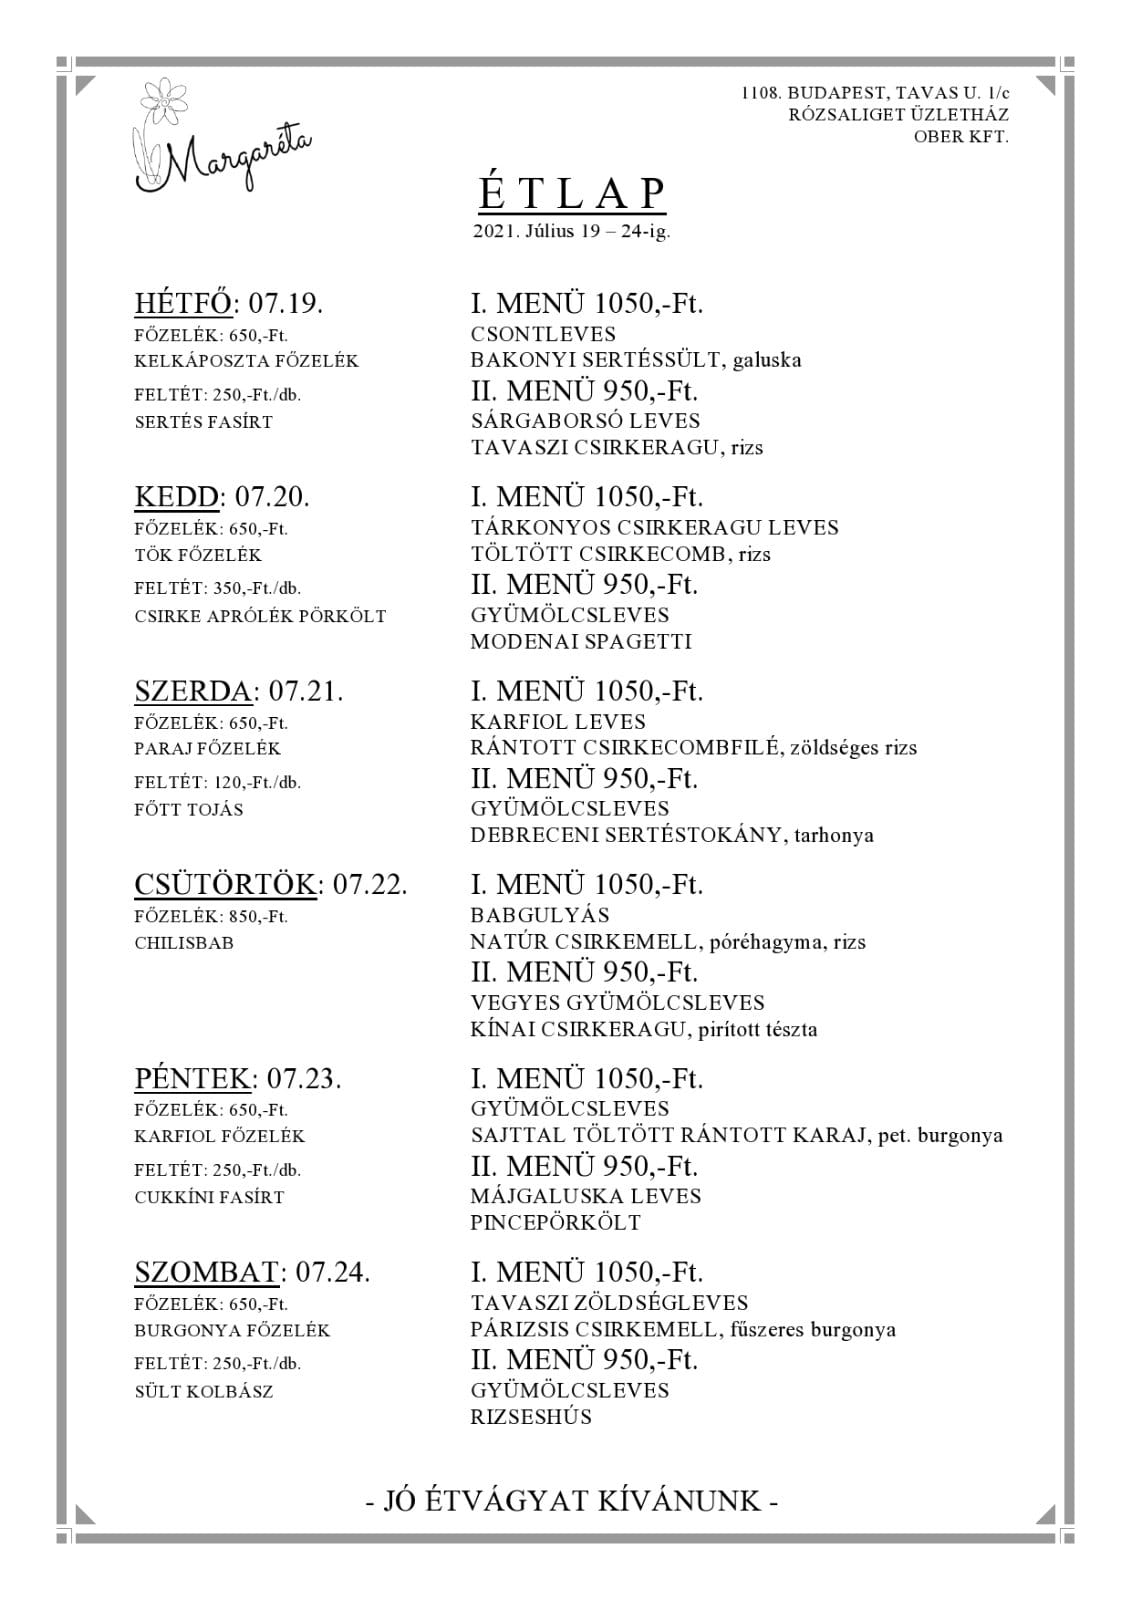 Margaréta
1108. BUDAPEST, TAVAS U. 1/c
RÓZSALIGET ÜZLETHÁZ
OBER KFT.
ÉTLAP
2021. Július 19 – 24-ig.
HÉTFŐ: 07.19.
FŐZELÉK: 650,-Ft.
KELKÁPOSZTA FŐZELÉK
FELTÉT: 250,-Ft./db.
SERTÉS FASÍRT
I. MENÜ 1050,-Ft.
CSONTLEVES
BAKONYI SERTÉSSÜLT, galuska
II. MENÜ 950,-Ft.
SÁRGABORSÓ LEVES
TAVASZI CSIRKERAGU, rizs
KEDD: 07.20.
FŐZELÉK: 650,-Ft.
TÖK FŐZELÉK
FELTÉT: 350,-Ft./db.
CSIRKE APRÓLÉK PÖRKÖLT
I. MENÜ 1050,-Ft.
TÁRKONYOS CSIRKERAGU LEVES
TÖLTÖTT CSIRKECOMB, rizs
II. MENÜ 950,-Ft.
GYÜMÖLCSLEVES
MODENAI SPAGETTI
SZERDA: 07.21.
FŐZELÉK: 650,-Ft.
PARAJ FŐZELÉK
FELTÉT: 120,-Ft./db.
FŐTT TOJÁS
I. MENÜ 1050,-Ft.
KARFIOL LEVES
RÁNTOTT CSIRKECOMBFILÉ, zöldséges rizs
II. MENÜ 950,-Ft.
GYÜMÖLCSLEVES
DEBRECENI SERTÉSTOKÁNY, tarhonya
CSÜTÖRTÖK: 07.22.
FŐZELÉK: 850,-Ft.
CHILISBAB
I. MENÜ 1050,-Ft.
BABGULYÁS
NATÚR CSIRKEMELL, póréhagyma, rizs
II. MENÜ 950,-Ft.
VEGYES GYÜMÖLCSLEVES
KÍNAI CSIRKERAGU, pirított tészta
PÉNTEK: 07.23.
FŐZELÉK: 650,-Ft.
KARFIOL FŐZELÉK
FELTÉT: 250,-Ft./db.
CUKKÍNI FASÍRT
I. MENÜ 1050,-Ft.
GYÜMÖLCSLEVES
SAJTTAL TÖLTÖTT RÁNTOTT KARAJ, pet. burgonya
II. MENÜ 950,-Ft.
MÁJGALUSKA LEVES
PINCEPÖRKÖLT
SZOMBAT: 07.24.
FŐZELÉK: 650,-Ft.
BURGONYA FŐZELÉK
FELTÉT: 250,-Ft./db.
SÜLT KOLBÁSZ
I. MENÜ 1050,-Ft.
TAVASZI ZÖLDSÉGLEVES
PÁRIZSIS CSIRKEMELL, fűszeres burgonya
II. MENÜ 950,-Ft.
GYÜMÖLCSLEVES
RIZSESHÚS
- JÓ ÉTVÁGYAT KÍVÁNUNK -